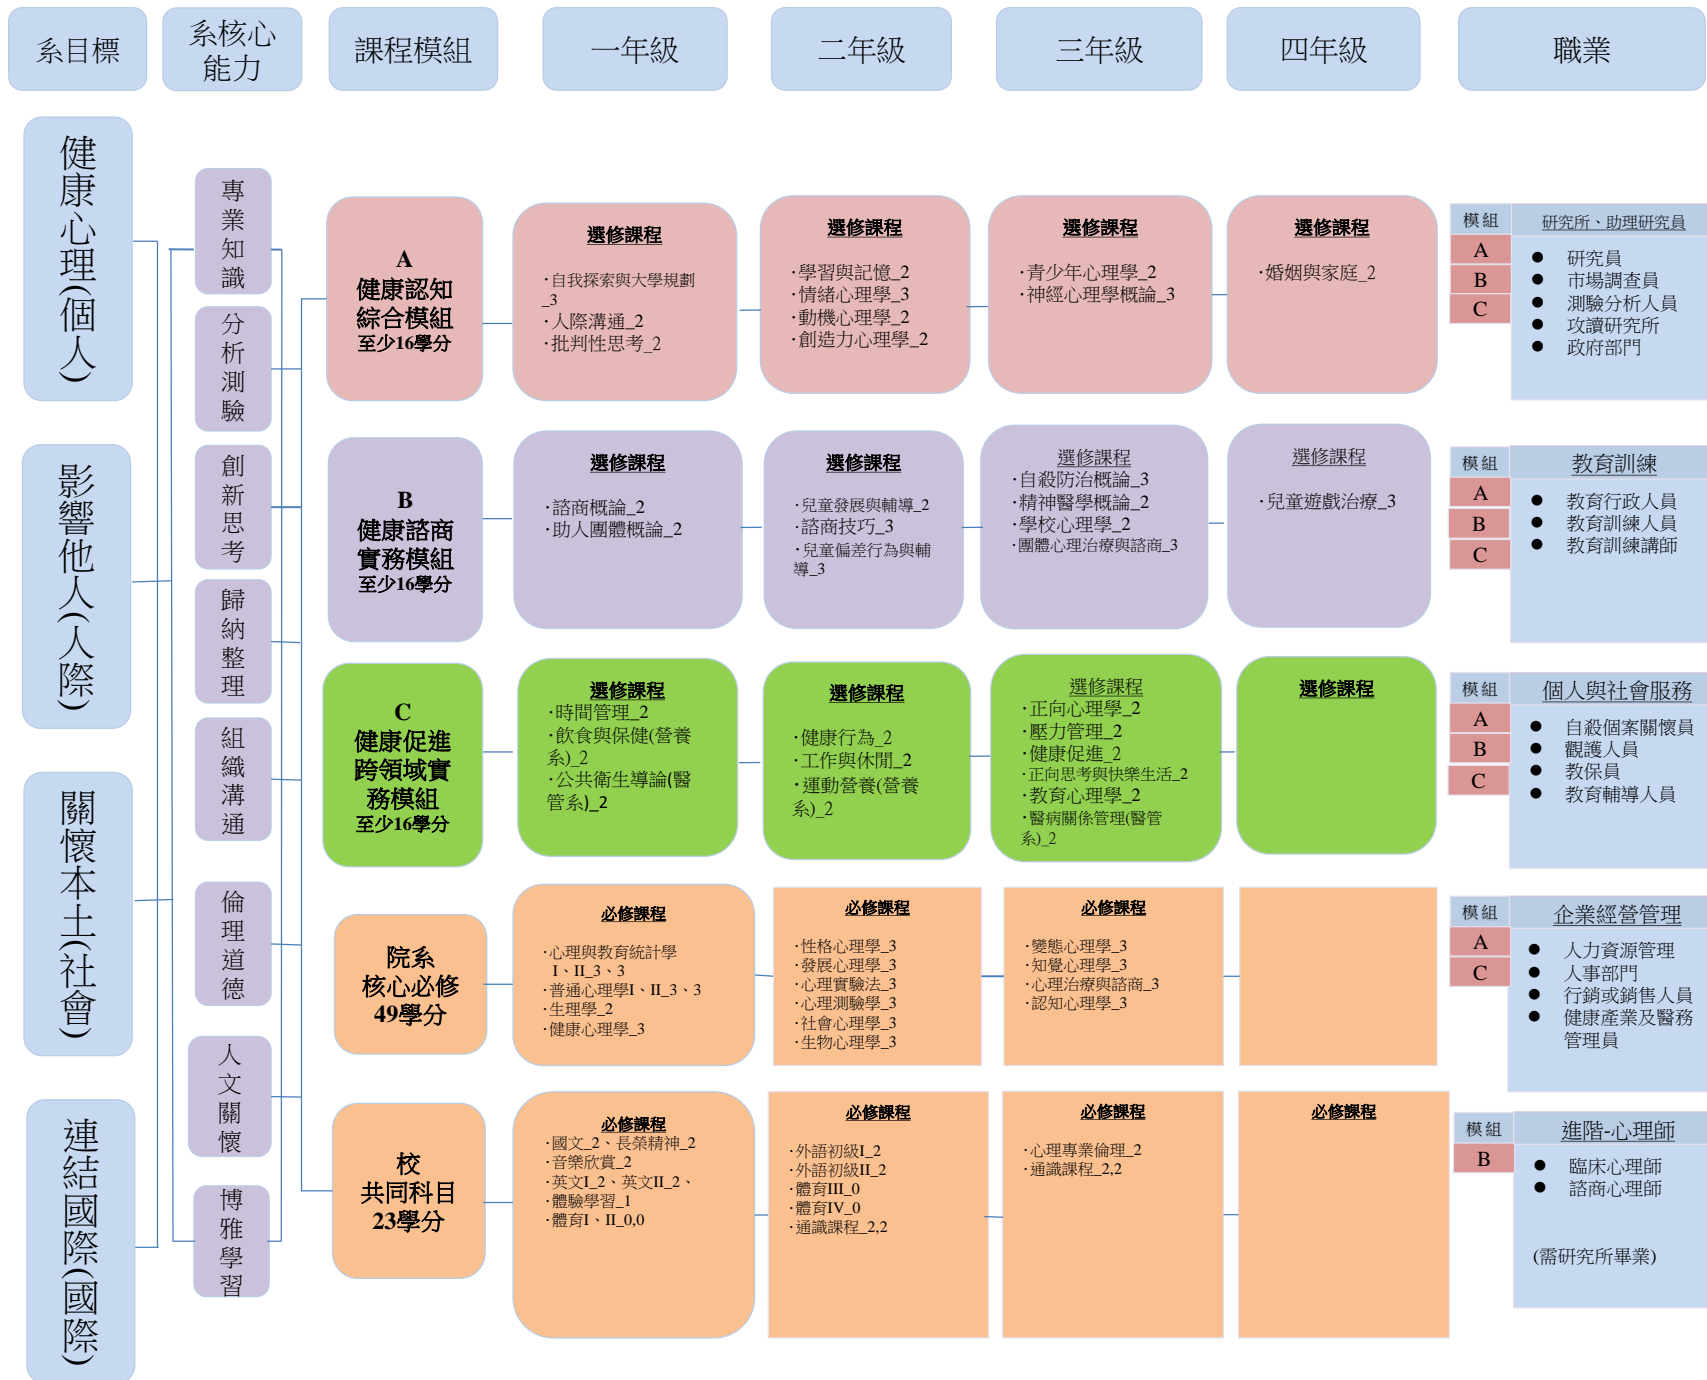 系目標
系核心
能力
課程模組
一年級
二年級
三年級
四年級
職業
健康心理(個人)
影響他人(人際)
關懷本土(社會)
連結國際(國際)
專業知識
分析測驗
創新思考
歸納整理
組織溝通
倫理道德
人文關懷
博雅學習
A
健康認知
綜合模組
至少16學分
選修課程
·自我探索與大學規劃
_3
·人際溝通_2
·批判性思考_2
選修課程
·學習與記憶_2
·情緒心理學_3
·動機心理學_2
·創造力心理學_2
選修課程
·青少年心理學_2
·神經心理學概論_3
選修課程
·婚姻與家庭_2
模組
A
B
C
研究所、助理研究員
● 研究員
● 市場調查員
● 測驗分析人員
● 攻讀研究所
● 政府部門
B
健康諮商
實務模組
至少16學分
選修課程
·諮商概論_2
·助人團體概論_2
選修課程
·兒童發展與輔導_2
·諮商技巧_3
·兒童偏差行為與輔
導_3
選修課程
·自殺防治概論_3
·精神醫學概論_2
·學校心理學_2
·團體心理治療與諮商_3
選修課程
·兒童遊戲治療_3
模組
A
B
C
教育訓練
● 教育行政人員
● 教育訓練人員
● 教育訓練講師
C
健康促進
跨領域實
務模組
至少16學分
選修課程
·時間管理_2
·飲食與保健(營養
系)_2
·公共衛生導論(醫
管系)_2
選修課程
·健康行為_2
·工作與休閒_2
·運動營養(營養
系)_2
選修課程
·正向心理學_2
·壓力管理_2
·健康促進_2
·正向思考與快樂生活_2
·教育心理學_2
·醫病關係管理(醫管
系)_2
選修課程
模組
A
B
C
個人與社會服務
● 自殺個案關懷員
● 觀護人員
● 教保員
● 教育輔導人員
院系
核心必修
49學分
必修課程
·心理與教育統計學
I、II_3、3
·普通心理學I、II_3、3
·生理學_2
·健康心理學_3
必修課程
·性格心理學_3
·發展心理學_3
·心理實驗法_3
·心理測驗學_3
·社會心理學_3
·生物心理學_3
必修課程
·變態心理學_3
·知覺心理學_3
·心理治療與諮商_3
·認知心理學_3
模組
A
C
企業經營管理
● 人力資源管理
● 人事部門
● 行銷或銷售人員
● 健康產業及醫務
管理員
校
共同科目
23學分
必修課程
·國文_2、長榮精神_2
·音樂欣賞_2
·英文I_2、英文II_2、
·體驗學習_1
·體育I、II_0,0
必修課程
·外語初級I_2
·外語初級II_2
·體育III_0
·體育IV_0
·通識課程_2,2
必修課程
·心理專業倫理_2
·通識課程_2,2
必修課程
模組
B
進階-心理師
● 臨床心理師
● 諮商心理師
(需研究所畢業)